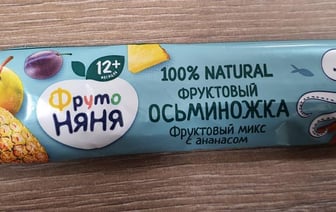 12+
месяцев
фруто
няня
100% NATURAL
ФРУКТОВЫЙ
ОСЬМИНОЖКА
Фруктовый микс
с ананасом